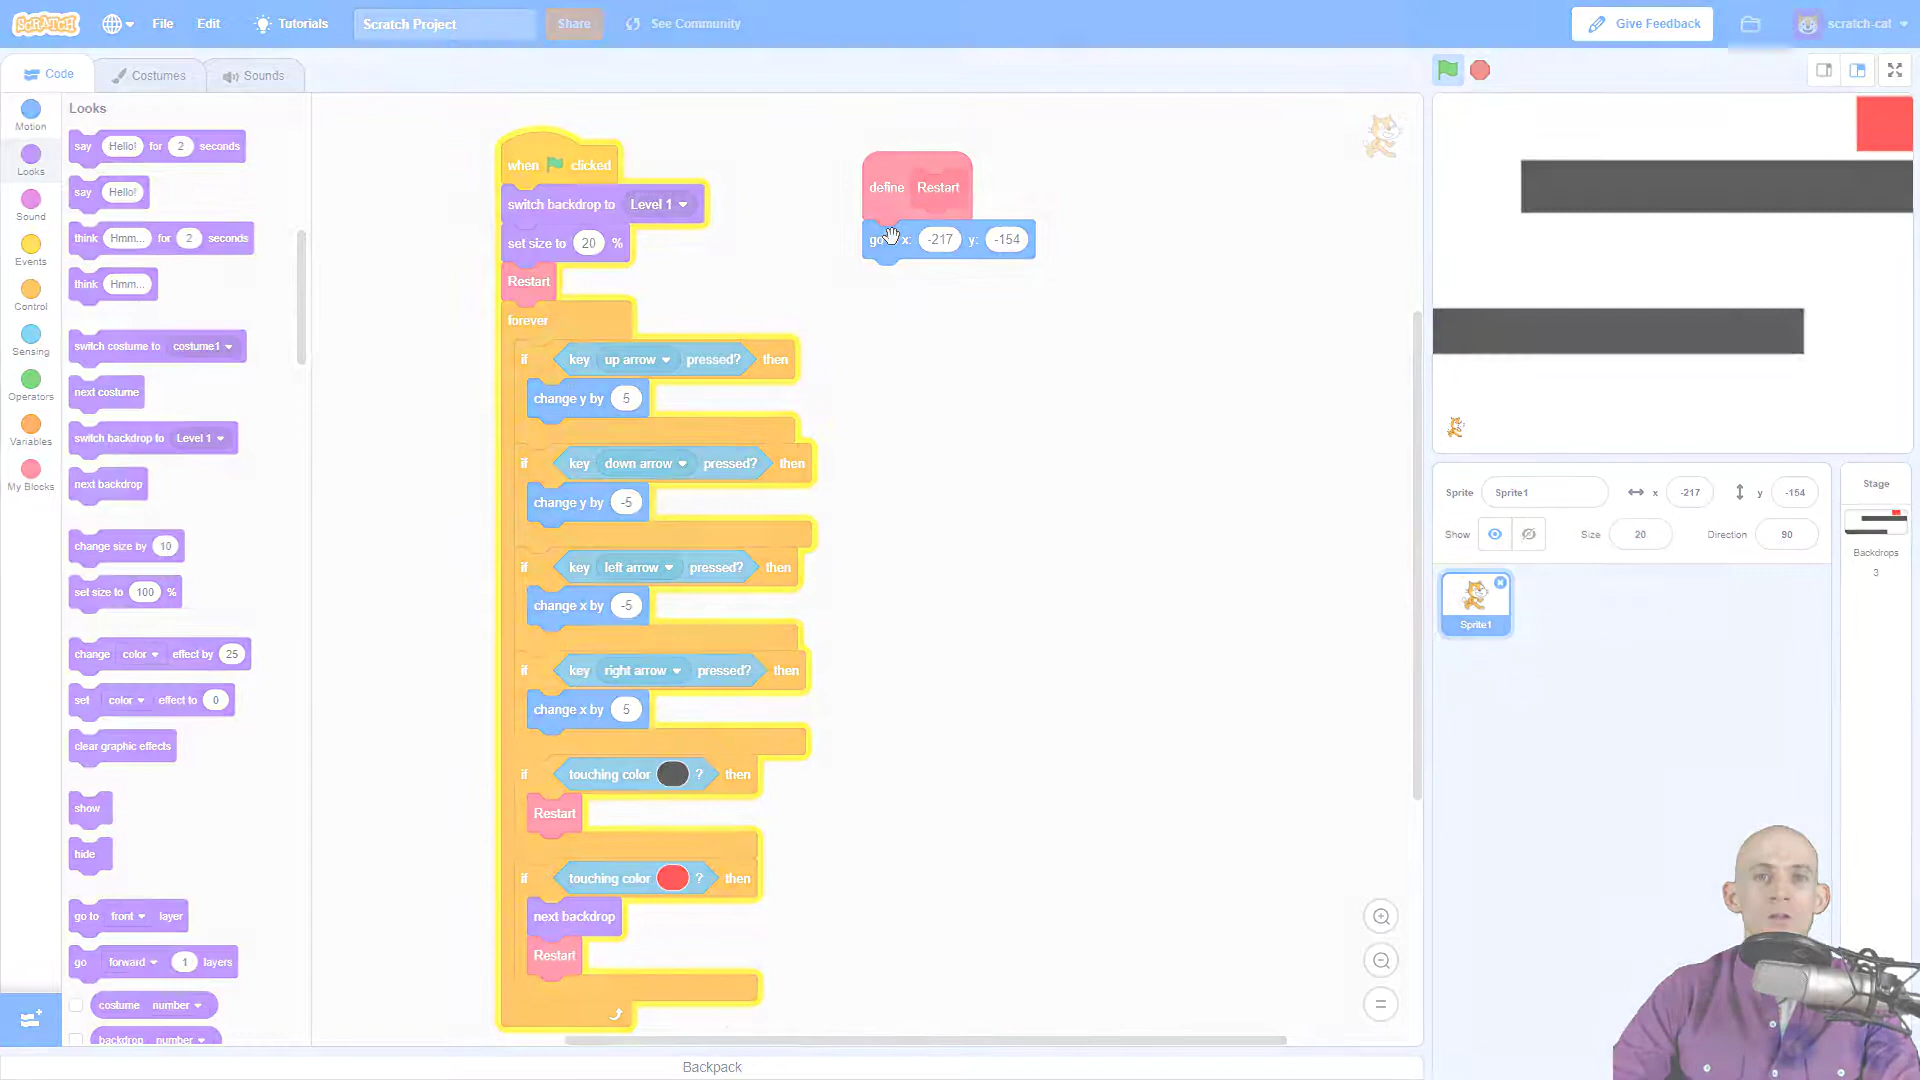 SCRATCH
File
Edit
Tutorials
Scratch Project
Share
See Community
Give Feedback
scratch-cat
Code
Costumes
Sounds
Motion
Looks
Sound
Events
Control
Sensing
Operators
Variables
My Blocks
Looks
say Hello! for 2 seconds
say Hello!
think Hmm... for 2 seconds
think Hmm...
switch costume to costume1
next costume
switch backdrop to Level 1
next backdrop
change size by 10
set size to 100 %
change color effect by 25
set color effect to 0
clear graphic effects
show
hide
go to front layer
go forward 1 layers
costume number
backdrop number
when clicked
switch backdrop to Level 1
set size to 20 %
Restart
forever
if key up arrow pressed? then
change y by 5
if key down arrow pressed? then
change y by -5
if key left arrow pressed? then
change x by -5
if key right arrow pressed? then
change x by 5
if touching color ? then
Restart
if touching color ? then
next backdrop
Restart
define Restart
go x: -217 y: -154
Backpack
Sprite Sprite1 x -217 y -154
Show Size 20 Direction 90
Sprite1
Stage
Backdrops
3